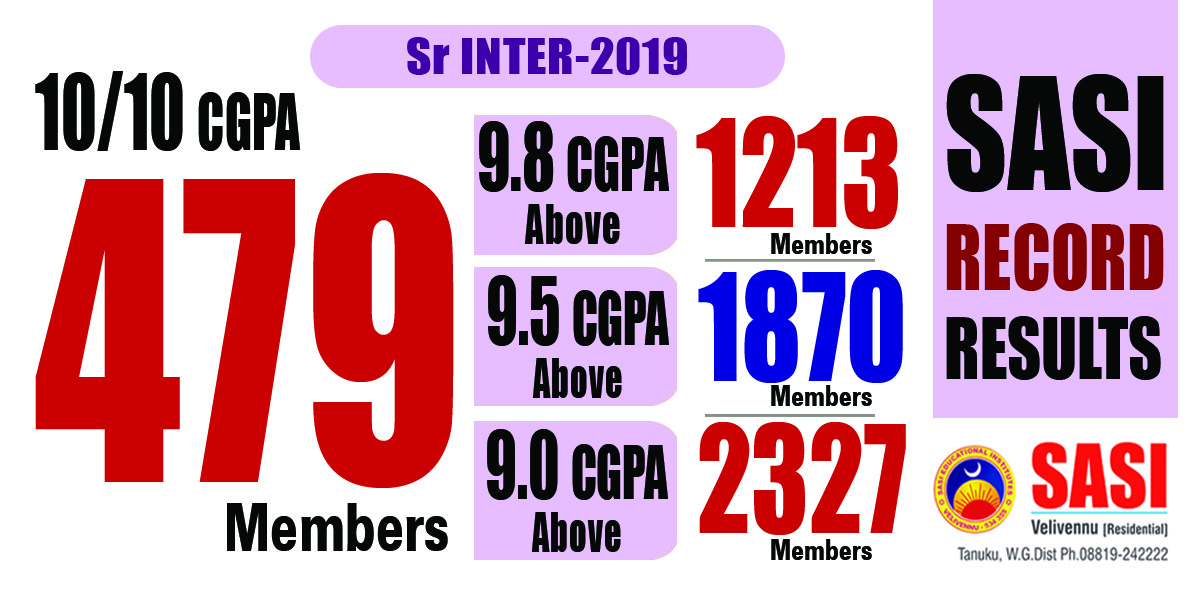 Sr INTER-2019
10/10 CGPA
479
Members
9.8 CGPA
Above
1213
Members
9.5 CGPA
Above
1870
Members
9.0 CGPA
Above
2327
Members
SASI
RECORD
RESULTS
SASI EDUCATIONAL INSTITUTES
VELIVENNU - 534 325
SASI
Velivennu (Residential)
Tanuku, W.G.Dist Ph.08819-242222